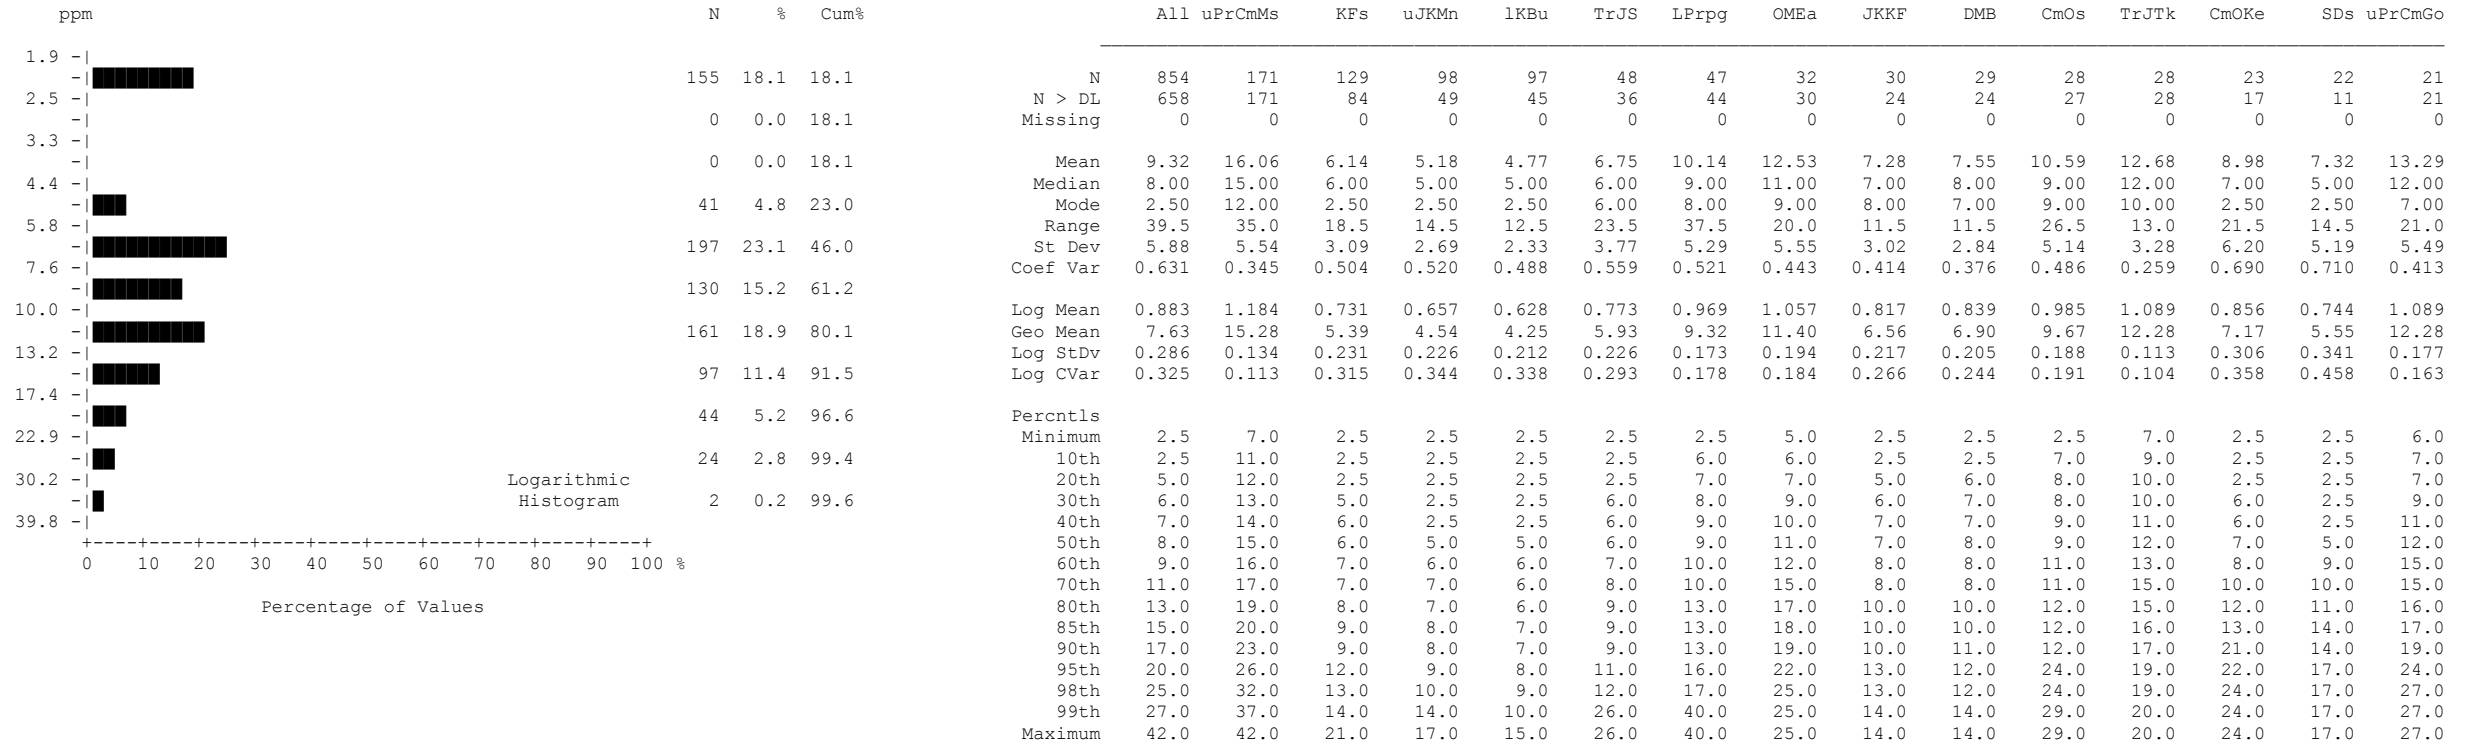 ppm N % Cum% All uPrCmMs KFs uJKMn lKBu TrJS LPrpg OMEa JKKF DMB CmOs TrJTk CmOKe SDs uPrCmGo
1.9 -|
-| 155 18.1 18.1 N 854 171 129 98 97 48 47 32 30 29 28 28 23 22 21
2.5 -| N > DL 658 171 84 49 45 36 44 30 24 24 27 28 17 11 21
-| 0 0.0 18.1 Missing 0 0 0 0 0 0 0 0 0 0 0 0 0 0 0
3.3 -|
-| 0 0.0 18.1 Mean 9.32 16.06 6.14 5.18 4.77 6.75 10.14 12.53 7.28 7.55 10.59 12.68 8.98 7.32 13.29
4.4 -| Median 8.00 15.00 6.00 5.00 5.00 6.00 9.00 11.00 7.00 8.00 9.00 12.00 7.00 5.00 12.00
-| 41 4.8 23.0 Mode 2.50 12.00 2.50 2.50 2.50 6.00 8.00 9.00 8.00 7.00 9.00 10.00 2.50 2.50 7.00
5.8 -| Range 39.5 35.0 18.5 14.5 12.5 23.5 37.5 20.0 11.5 11.5 26.5 13.0 21.5 14.5 21.0
-| 197 23.1 46.0 St Dev 5.88 5.54 3.09 2.69 2.33 3.77 5.29 5.55 3.02 2.84 5.14 3.28 6.20 5.19 5.49
7.6 -| Coef Var 0.631 0.345 0.504 0.520 0.488 0.559 0.521 0.443 0.414 0.376 0.486 0.259 0.690 0.710 0.413
-| 130 15.2 61.2
10.0 -| Log Mean 0.883 1.184 0.731 0.657 0.628 0.773 0.969 1.057 0.817 0.839 0.985 1.089 0.856 0.744 1.089
-| 161 18.9 80.1 Geo Mean 7.63 15.28 5.39 4.54 4.25 5.93 9.32 11.40 6.56 6.90 9.67 12.28 7.17 5.55 12.28
13.2 -| Log StDv 0.286 0.134 0.231 0.226 0.212 0.226 0.173 0.194 0.217 0.205 0.188 0.113 0.306 0.341 0.177
-| 97 11.4 91.5 Log CVar 0.325 0.113 0.315 0.344 0.338 0.293 0.178 0.184 0.266 0.244 0.191 0.104 0.358 0.458 0.163
17.4 -|
-| 44 5.2 96.6 Percntls
22.9 -| Minimum 2.5 7.0 2.5 2.5 2.5 2.5 2.5 5.0 2.5 2.5 2.5 7.0 2.5 2.5 6.0
-| 24 2.8 99.4 10th 2.5 11.0 2.5 2.5 2.5 2.5 6.0 6.0 2.5 2.5 7.0 9.0 2.5 2.5 7.0
30.2 -| Logarithmic 20th 5.0 12.0 2.5 2.5 2.5 2.5 7.0 7.0 5.0 6.0 8.0 10.0 2.5 2.5 7.0
-| Histogram 2 0.2 99.6 30th 6.0 13.0 5.0 2.5 2.5 6.0 8.0 9.0 6.0 7.0 8.0 10.0 6.0 2.5 9.0
39.8 -| 40th 7.0 14.0 6.0 2.5 2.5 6.0 9.0 10.0 7.0 7.0 9.0 11.0 6.0 2.5 11.0
+----+----+----+----+----+----+----+----+----+----+ 50th 8.0 15.0 6.0 5.0 5.0 6.0 9.0 11.0 7.0 8.0 9.0 12.0 7.0 5.0 12.0
0 10 20 30 40 50 60 70 80 90 100 % 60th 9.0 16.0 7.0 6.0 6.0 7.0 10.0 12.0 8.0 8.0 11.0 13.0 8.0 9.0 15.0
70th 11.0 17.0 7.0 7.0 6.0 8.0 10.0 15.0 8.0 8.0 11.0 15.0 10.0 10.0 15.0
Percentage of Values 80th 13.0 19.0 8.0 7.0 6.0 9.0 13.0 17.0 10.0 10.0 12.0 15.0 12.0 11.0 16.0
85th 15.0 20.0 9.0 8.0 7.0 9.0 13.0 18.0 10.0 10.0 12.0 16.0 13.0 14.0 17.0
90th 17.0 23.0 9.0 8.0 7.0 9.0 13.0 19.0 10.0 11.0 12.0 17.0 21.0 14.0 19.0
95th 20.0 26.0 12.0 9.0 8.0 11.0 16.0 22.0 13.0 12.0 24.0 19.0 22.0 17.0 24.0
98th 25.0 32.0 13.0 10.0 9.0 12.0 17.0 25.0 13.0 12.0 24.0 19.0 24.0 17.0 27.0
99th 27.0 37.0 14.0 14.0 10.0 26.0 40.0 25.0 14.0 14.0 29.0 20.0 24.0 17.0 27.0
Maximum 42.0 42.0 21.0 17.0 15.0 26.0 40.0 25.0 14.0 14.0 29.0 20.0 24.0 17.0 27.0